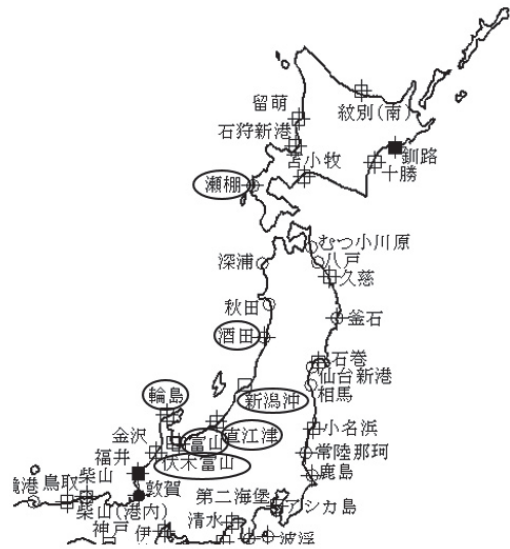 留萌
紋別(南)
石狩新港
苫小牧
釧路
十勝
瀬棚
むつ小川原
深浦
八戸
久慈
秋田
釜石
酒田
石巻
仙台新港
輪島
新潟沖
相馬
直江津
小名浜
金沢
富山
福井
伏木富山
常陸那珂
鳥取
柴山
敦賀
鹿島
柴山(港内)
第二海堡
アシカ島
神戸
清水
波浮